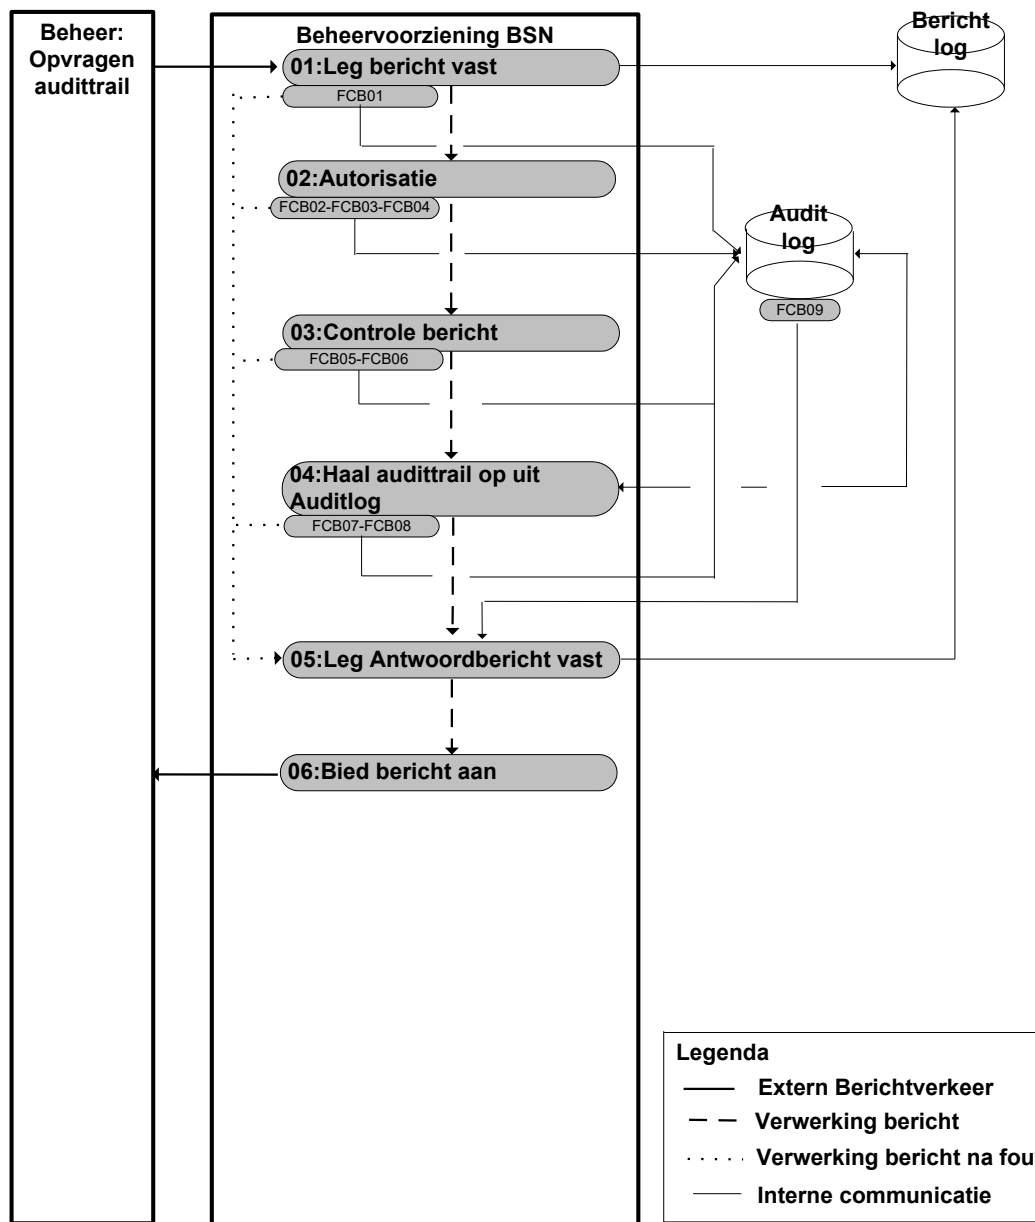 Beheer:
Opvragen
audittrail
Beheervoorziening BSN
01:Leg bericht vast
FCB01
02:Autorisatie
FCB02-FCB03-FCB04
03:Controle bericht
FCB05-FCB06
04:Haal audittrail op uit
Auditlog
FCB07-FCB08
05:Leg Antwoordbericht vast
06:Bied bericht aan
Bericht
log
Audit
log
FCB09
Legenda
Extern Berichtverkeer
Verwerking bericht
Verwerking bericht na fou
Interne communicatie